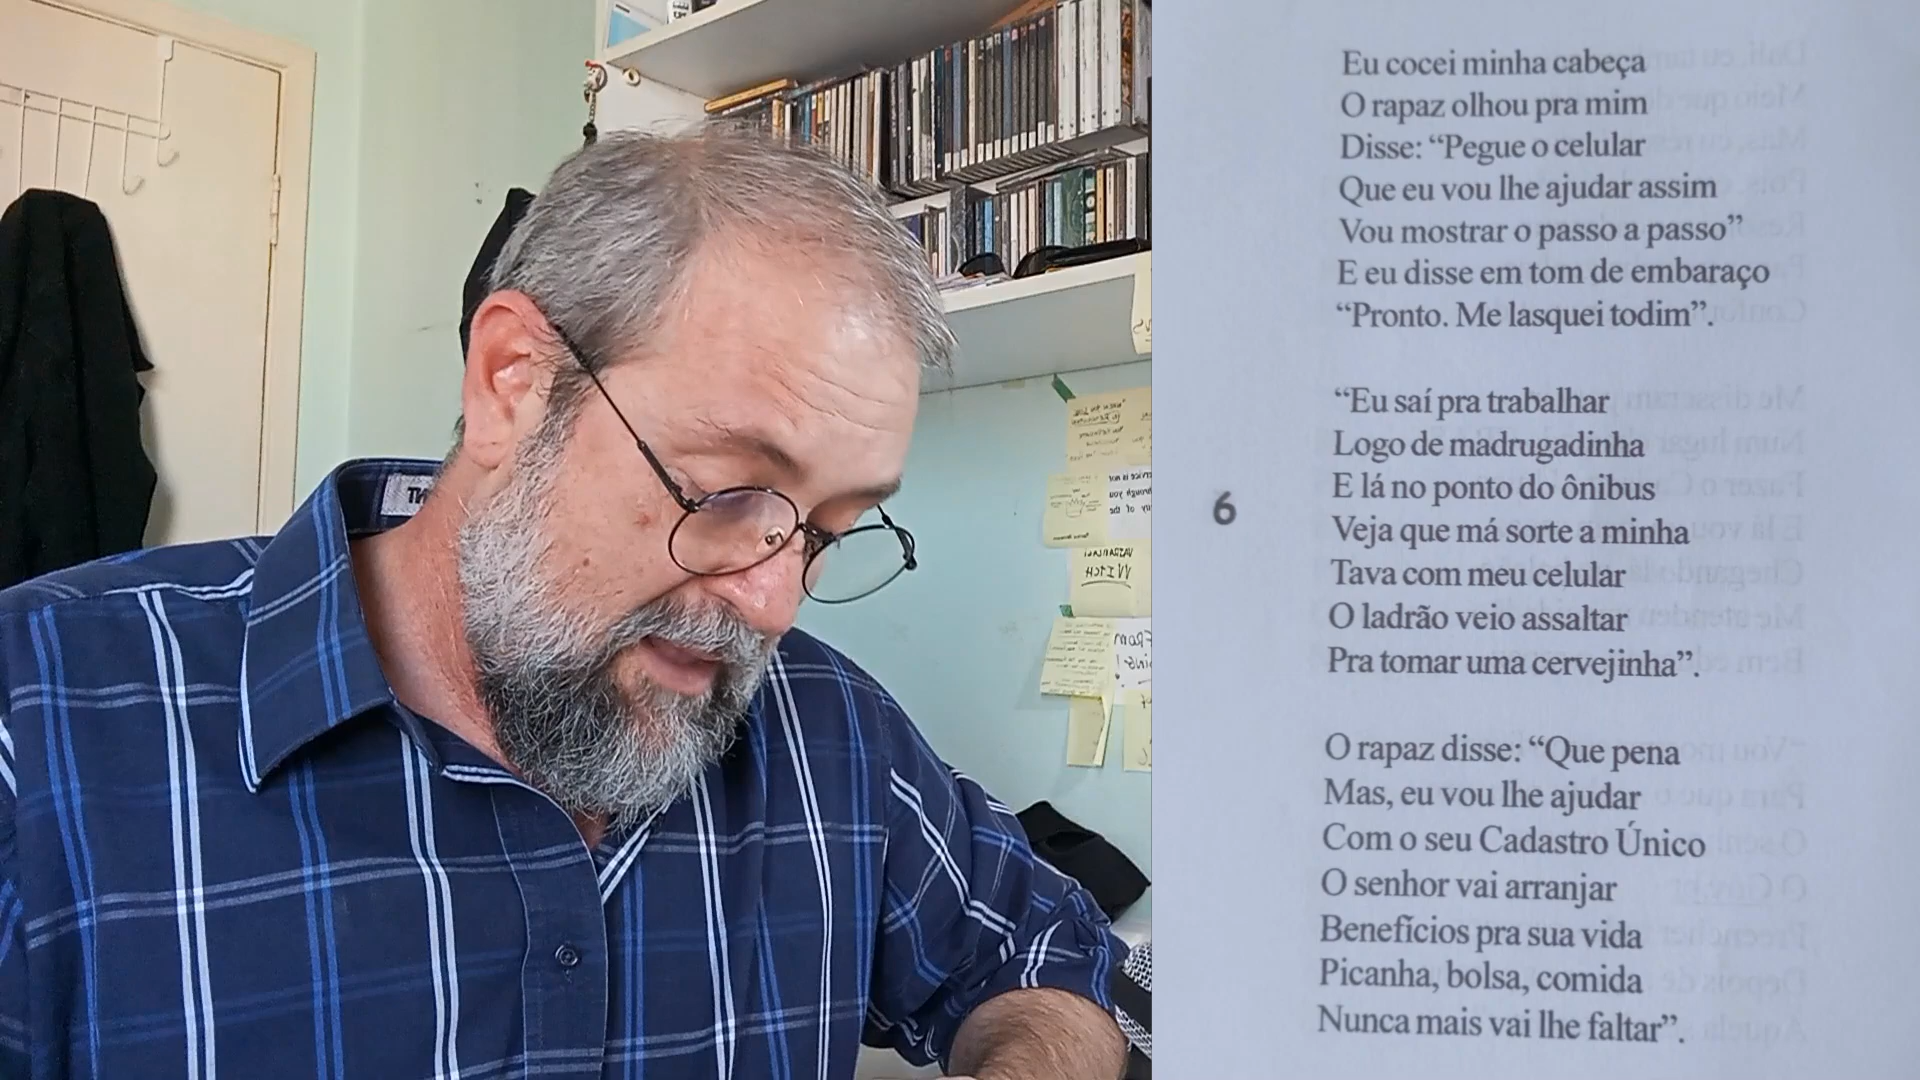 Eu cocei minha cabeça
O rapaz olhou pra mim
Disse: “Pegue o celular
Que eu vou lhe ajudar assim
Vou mostrar o passo a passo”
E eu disse em tom de embaraço
“Pronto. Me lasquei todim”.
“Eu saí pra trabalhar
Logo de madrugadinha
E lá no ponto do ônibus
Veja que má sorte a minha
Tava com meu celular
O ladrão veio assaltar
Pra tomar uma cervejinha”.
6
O rapaz disse: “Que pena
Mas, eu vou lhe ajudar
Com o seu Cadastro Único
O senhor vai arranjar
Benefícios pra sua vida
Picanha, bolsa, comida
Nunca mais vai lhe faltar”.
WITCH